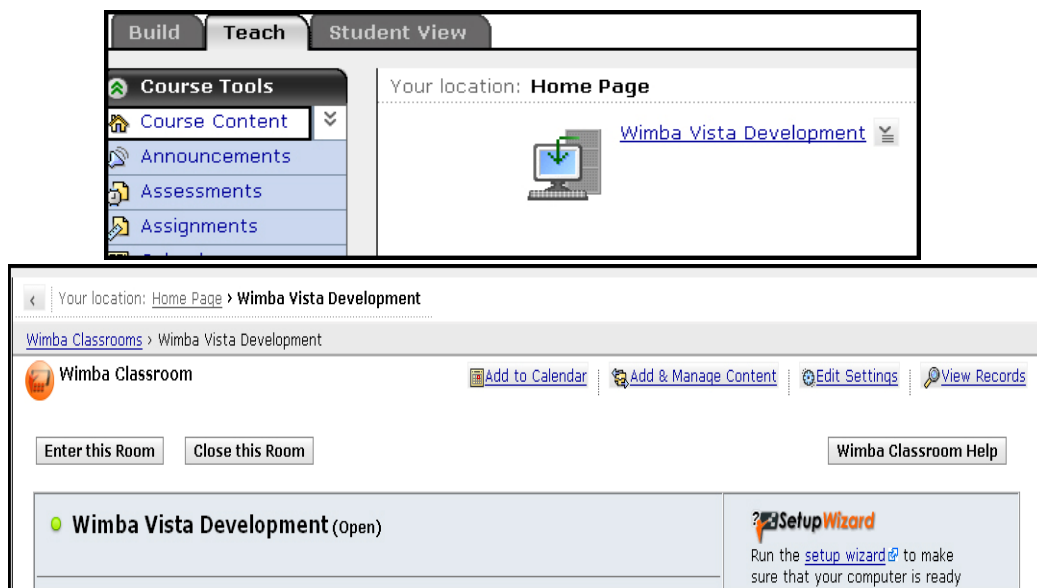 Build Teach Student View
Course Tools
Your location: Home Page
Course Content
Wimba Vista Development
Announcements
Assessments
Assignments
‹ Your location: Home Page › Wimba Vista Development
Wimba Classrooms › Wimba Vista Development
Wimba Classroom Add to Calendar Add & Manage Content Edit Settings View Records
Enter this Room Close this Room Wimba Classroom Help
Wimba Vista Development (Open)
?SetupWizard
Run the setup wizard to make
sure that your computer is ready